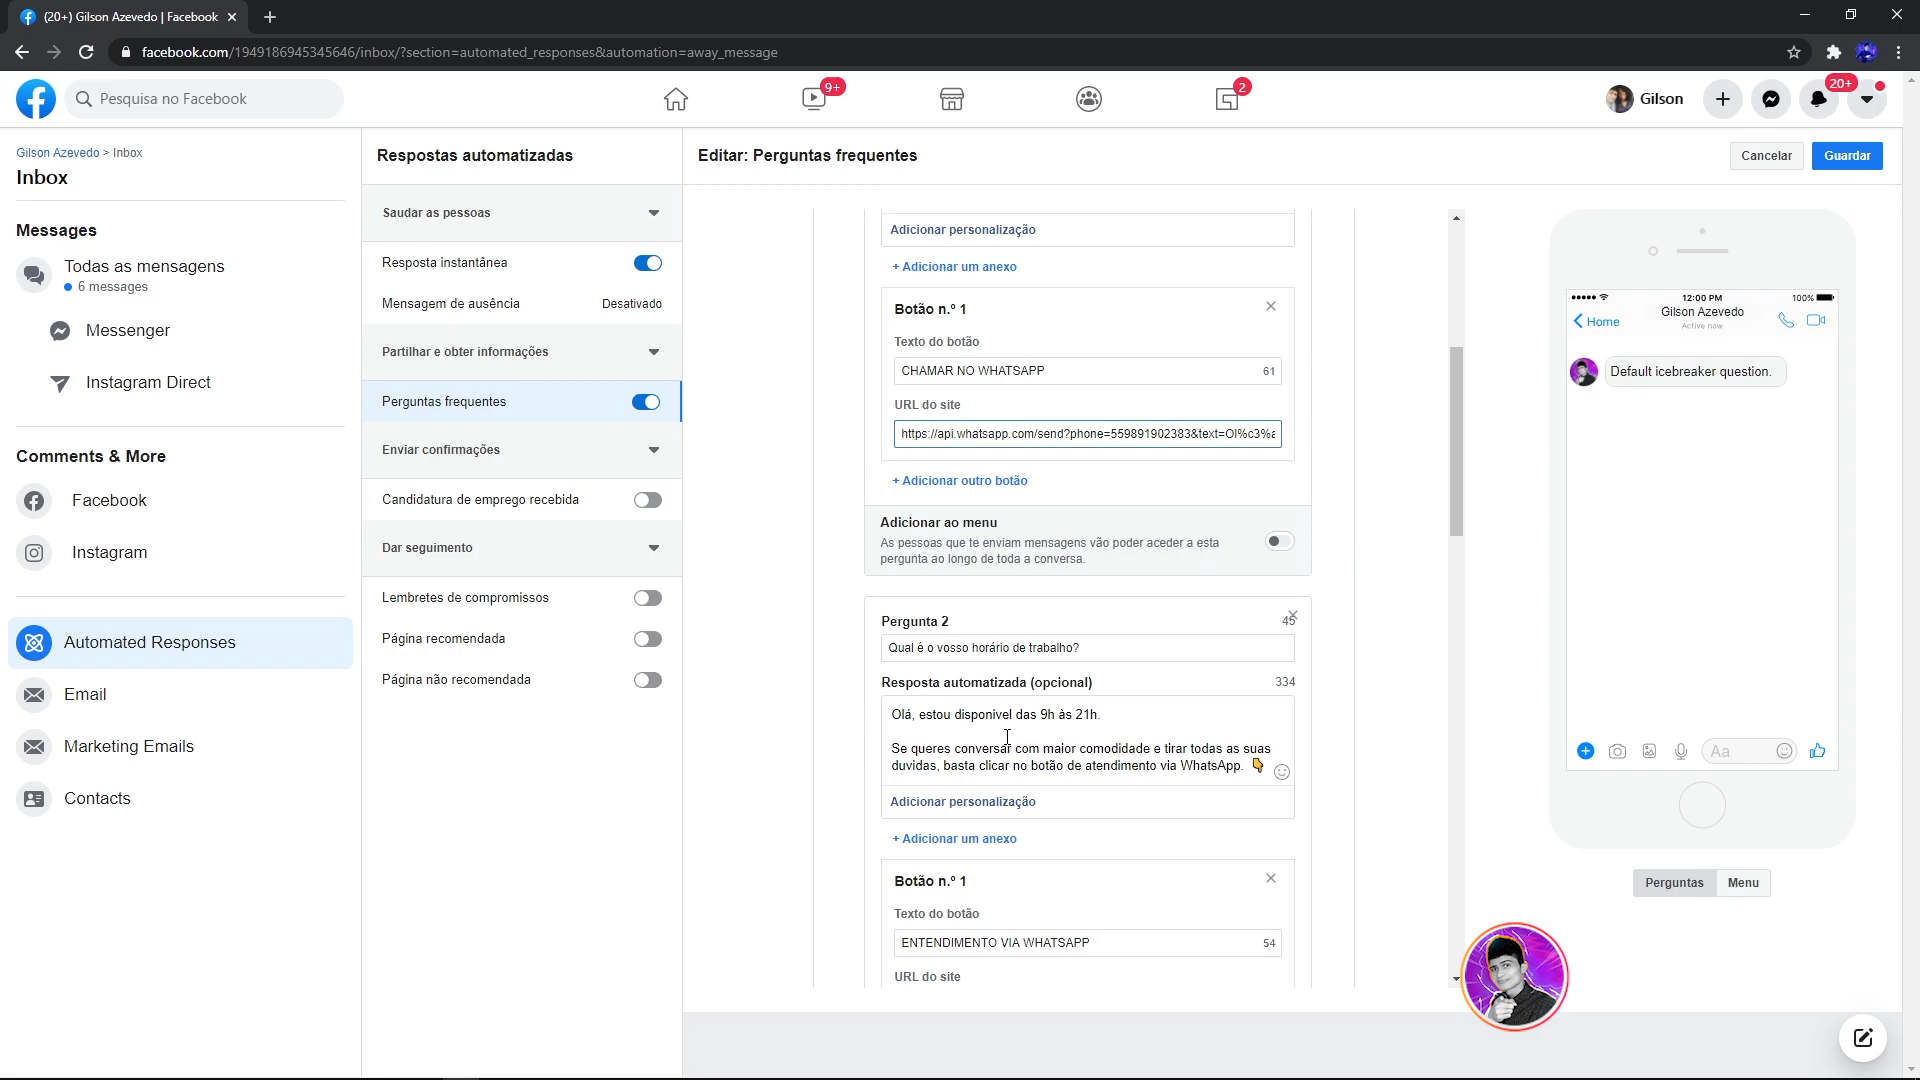 (20+) Gilson Azevedo | Facebook
facebook.com/1949186945345646/inbox/?section=automated_responses&automation=away_message
Pesquisa no Facebook
9+
2
Gilson
20+
Gilson Azevedo > Inbox
Inbox
Messages
Todas as mensagens
6 messages
Messenger
Instagram Direct
Comments & More
Facebook
Instagram
Automated Responses
Email
Marketing Emails
Contacts
Respostas automatizadas
Saudar as pessoas
Resposta instantânea
Mensagem de ausência Desativado
Partilhar e obter informações
Perguntas frequentes
Enviar confirmações
Candidatura de emprego recebida
Dar seguimento
Lembretes de compromissos
Página recomendada
Página não recomendada
Editar: Perguntas frequentes
Cancelar
Guardar
Adicionar personalização
+ Adicionar um anexo
Botão n.º 1
Texto do botão
CHAMAR NO WHATSAPP 61
URL do site
https://api.whatsapp.com/send?phone=559891902383&text=Ol%c3%a
+ Adicionar outro botão
Adicionar ao menu
As pessoas que te enviam mensagens vão poder aceder a esta
pergunta ao longo de toda a conversa.
Pergunta 2 45
Qual é o vosso horário de trabalho?
Resposta automatizada (opcional) 334
Olá, estou disponivel das 9h às 21h.
Se queres conversar com maior comodidade e tirar todas as suas
duvidas, basta clicar no botão de atendimento via WhatsApp. 👇
Adicionar personalização
+ Adicionar um anexo
Botão n.º 1
Texto do botão
ENTENDIMENTO VIA WHATSAPP 54
URL do site
12:00 PM
100%
Home
Gilson Azevedo
Active now
Default icebreaker question.
Aa
Perguntas
Menu